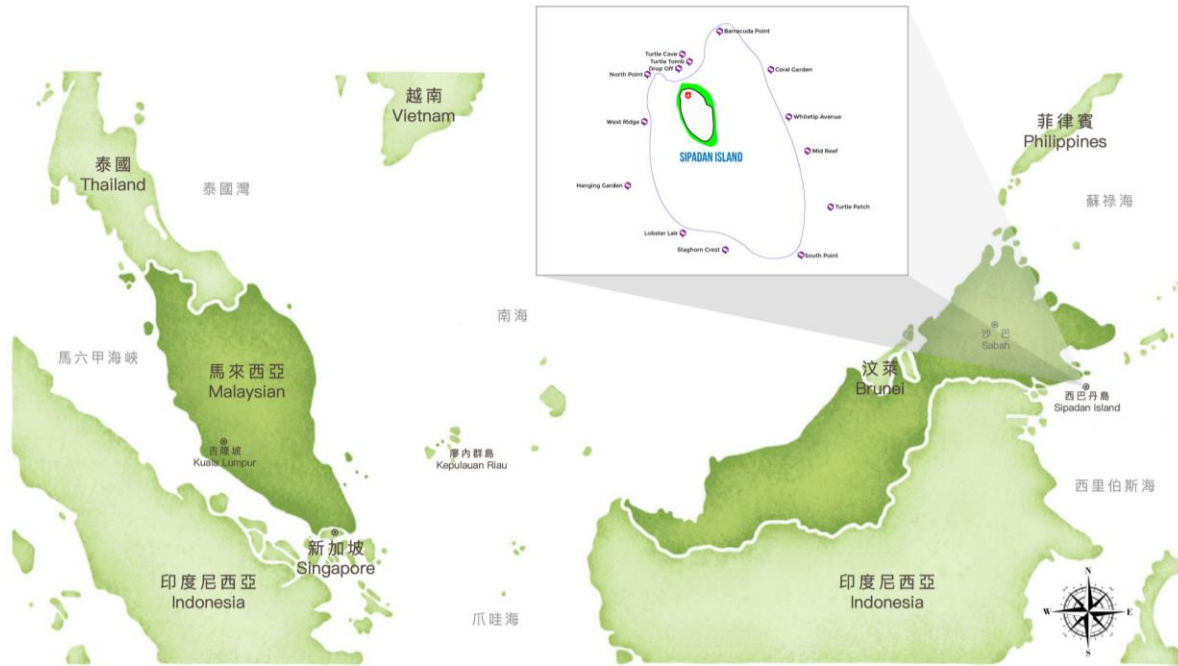 Barracuda Point
Turtle Cave
Turtle Tomb
Drop Off
North Point
Coral Garden
West Ridge
Whitetip Avenue
Mid Reef
SIPADAN ISLAND
Hanging Garden
Turtle Patch
Lobster Lair
Staghorn Crest
South Point
越南
Vietnam
泰國
Thailand
泰國灣
菲律賓
Philippines
蘇祿海
南海
沙巴
Sabah
馬六甲海峽
馬來西亞
Malaysian
汶萊
Brunei
西巴丹島
Sipadan Island
吉隆坡
Kuala Lumpur
廖內群島
Kepulauan Riau
西里伯斯海
新加坡
Singapore
印度尼西亞
Indonesia
爪哇海
印度尼西亞
Indonesia
N
W
E
S